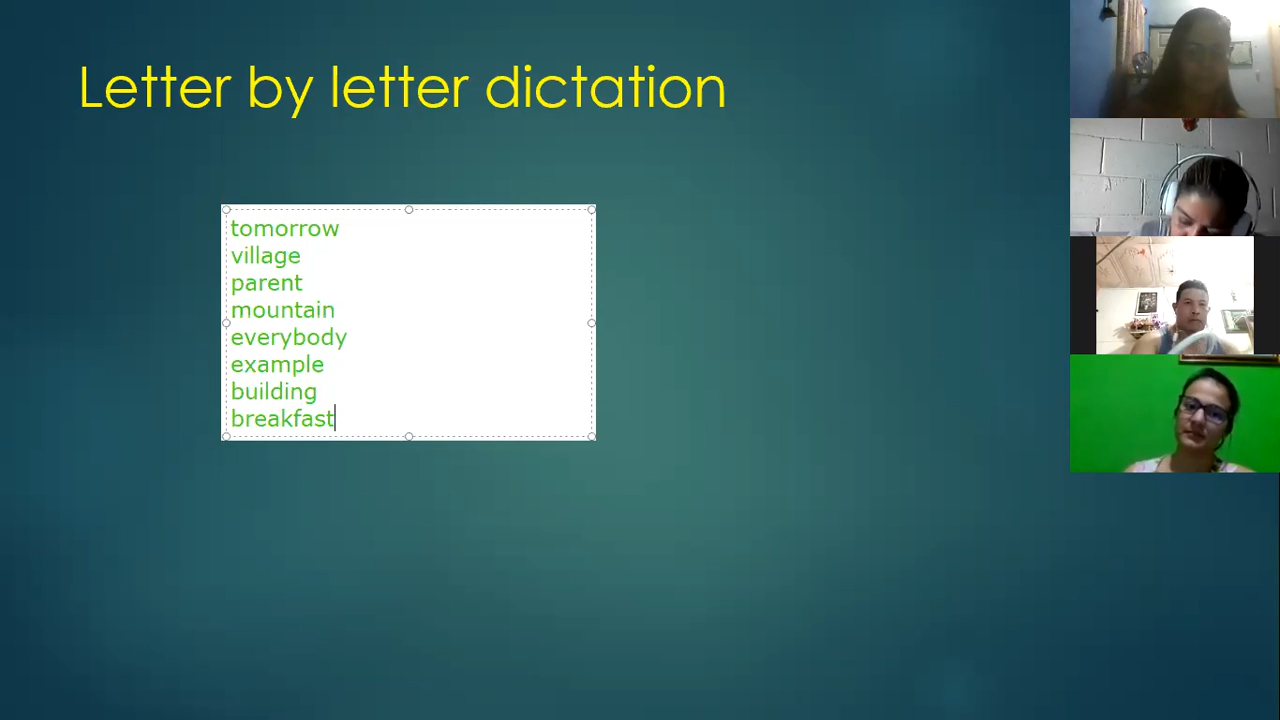 Letter by letter dictation
tomorrow
village
parent
mountain
everybody
example
building
breakfast